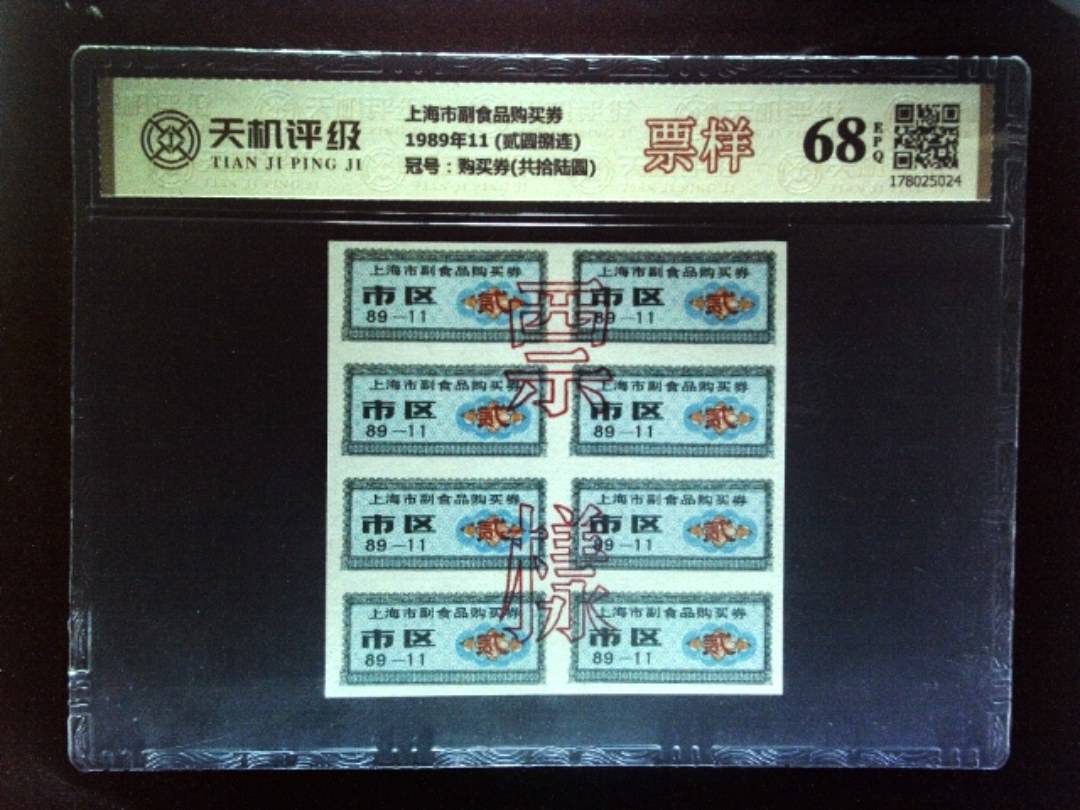 天机评级
TIAN JI PING JI
上海市副食品购买券
1989年11 (贰圆捌连)
冠号：购买券(共拾陆圆)
票样
68
EPQ
178025024
上海市副食品购买券
市区
贰
89—11
上海市副食品购买券
市区
贰
89—11
上海市副食品购买券
市区
贰
89—11
上海市副食品购买券
市区
贰
89—11
上海市副食品购买券
市区
贰
89—11
上海市副食品购买券
市区
贰
89—11
上海市副食品购买券
市区
贰
89—11
上海市副食品购买券
市区
贰
89—11
票
樣